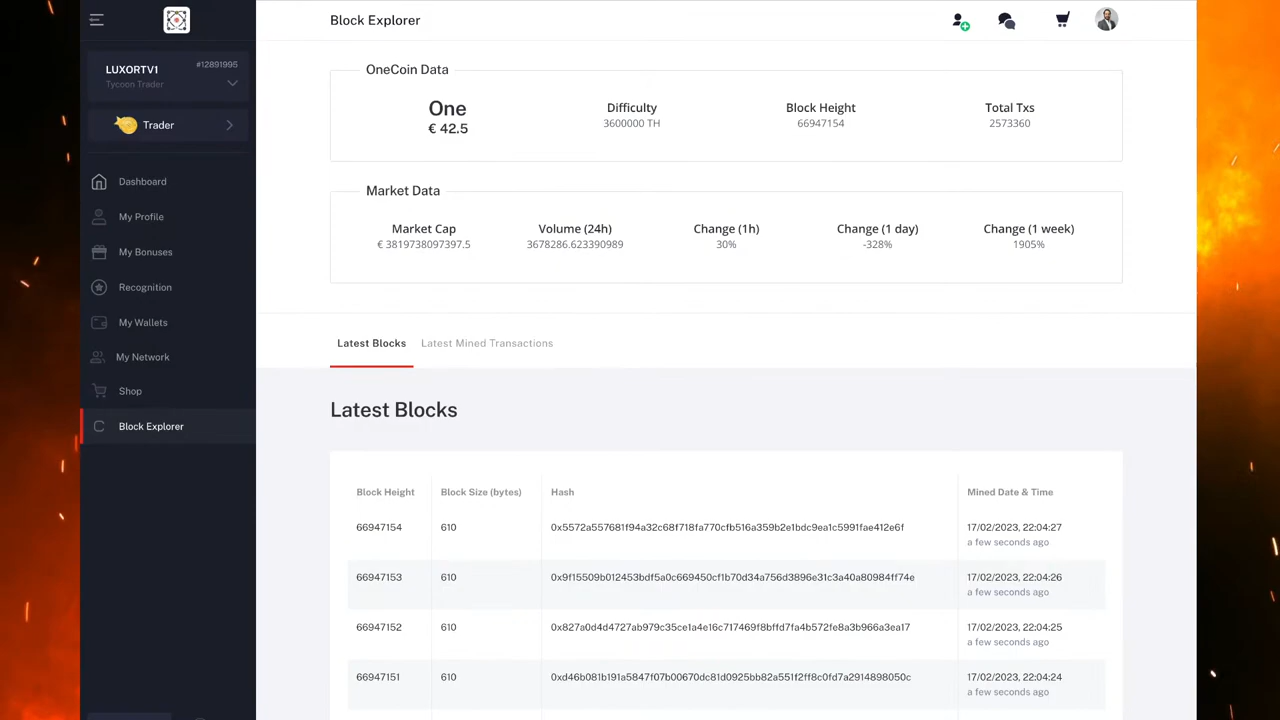 Block Explorer
LUXORTV1
#12891995
Tycoon Trader
Trader
Dashboard
My Profile
My Bonuses
Recognition
My Wallets
My Network
Shop
Block Explorer
OneCoin Data
One
€ 42.5
Difficulty
3600000 TH
Block Height
66947154
Total Txs
2573360
Market Data
Market Cap
€ 3819738097397.5
Volume (24h)
3678286.623390989
Change (1h)
30%
Change (1 day)
-328%
Change (1 week)
1905%
Latest Blocks Latest Mined Transactions
Latest Blocks
Block Height Block Size (bytes) Hash Mined Date & Time
66947154 610 0x5572a557681f94a32c68f718fa770cfb516a359b2e1bdc9ea1c5991fae412e6f 17/02/2023, 22:04:27
a few seconds ago
66947153 610 0x9f15509b012453bdf5a0c669450cf1b70d34a756d3896e31c3a40a80984ff74e 17/02/2023, 22:04:26
a few seconds ago
66947152 610 0x827a0d4d4727ab979c35ce1a4e16c717469f8bffd7fa4b572fe8a3b966a3ea17 17/02/2023, 22:04:25
a few seconds ago
66947151 610 0xd46b081b191a5847f07b00670dc81d0925bb82a551f2ff8c0fd7a2914898050c 17/02/2023, 22:04:24
a few seconds ago